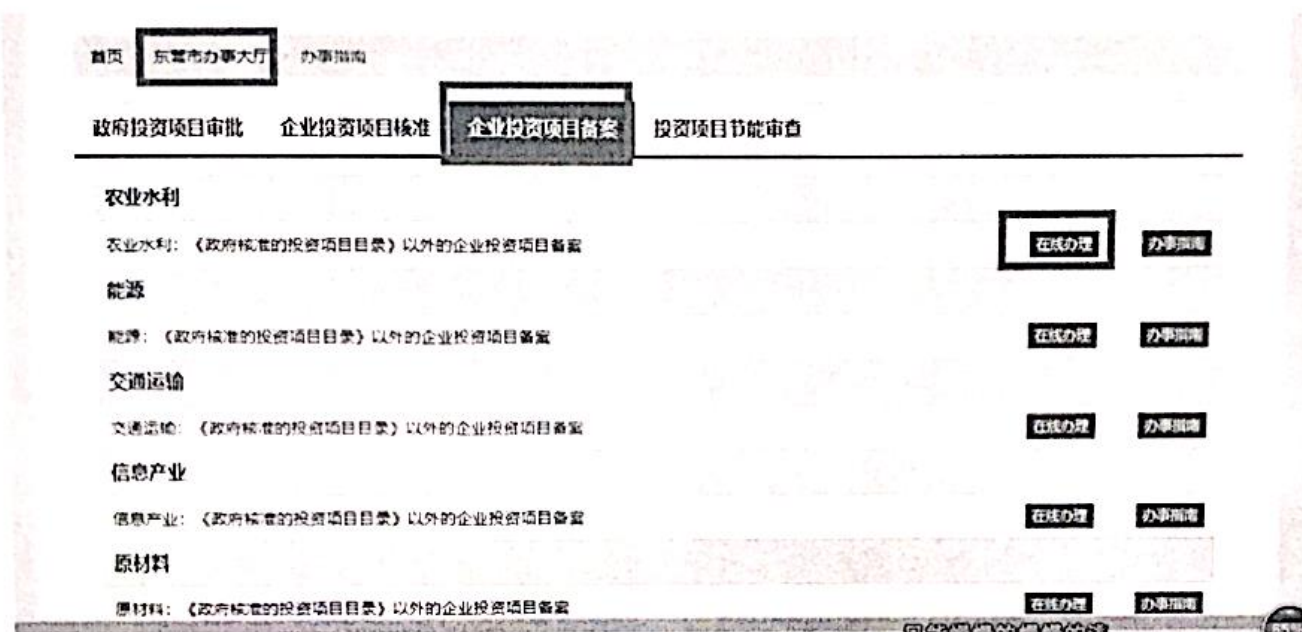 首页 东营市办事大厅 办事指南
政府投资项目审批 企业投资项目核准 企业投资项目备案 投资项目节能审查
农业水利
农业水利：《政府核准的投资项目目录》以外的企业投资项目备案 在线办理 办事指南
能源
能源：《政府核准的投资项目目录》以外的企业投资项目备案 在线办理 办事指南
交通运输
交通运输：《政府核准的投资项目目录》以外的企业投资项目备案 在线办理 办事指南
信息产业
信息产业：《政府核准的投资项目目录》以外的企业投资项目备案 在线办理 办事指南
原材料
原材料：《政府核准的投资项目目录》以外的企业投资项目备案 在线办理 办事指南